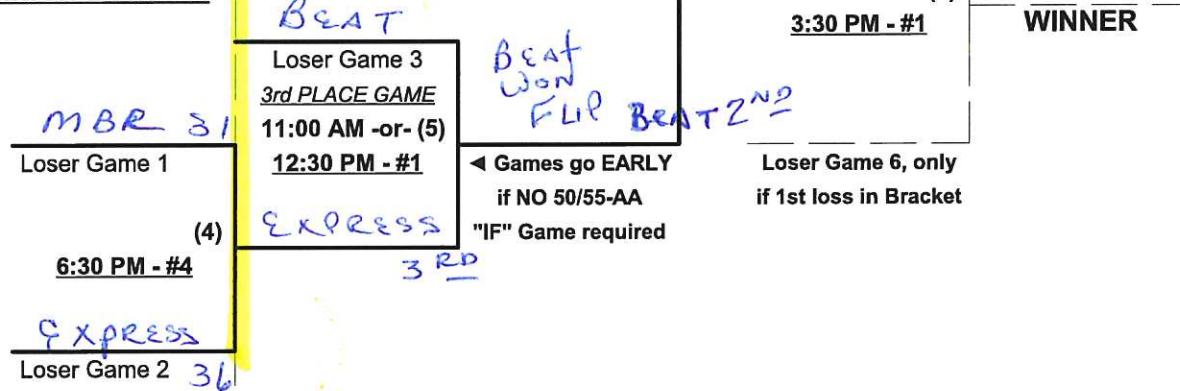 BEAT
Loser Game 3
3rd PLACE GAME
11:00 AM -or- (5)
12:30 PM - #1
BEAT
WON
FLIP BEAT 2ND
3:30 PM - #1
WINNER
MBR 31
Loser Game 1
◄ Games go EARLY
if NO 50/55-AA
"IF" Game required
Loser Game 6, only
if 1st loss in Bracket
(4)
6:30 PM - #4
EXPRESS
3RD
EXPRESS
Loser Game 2 36